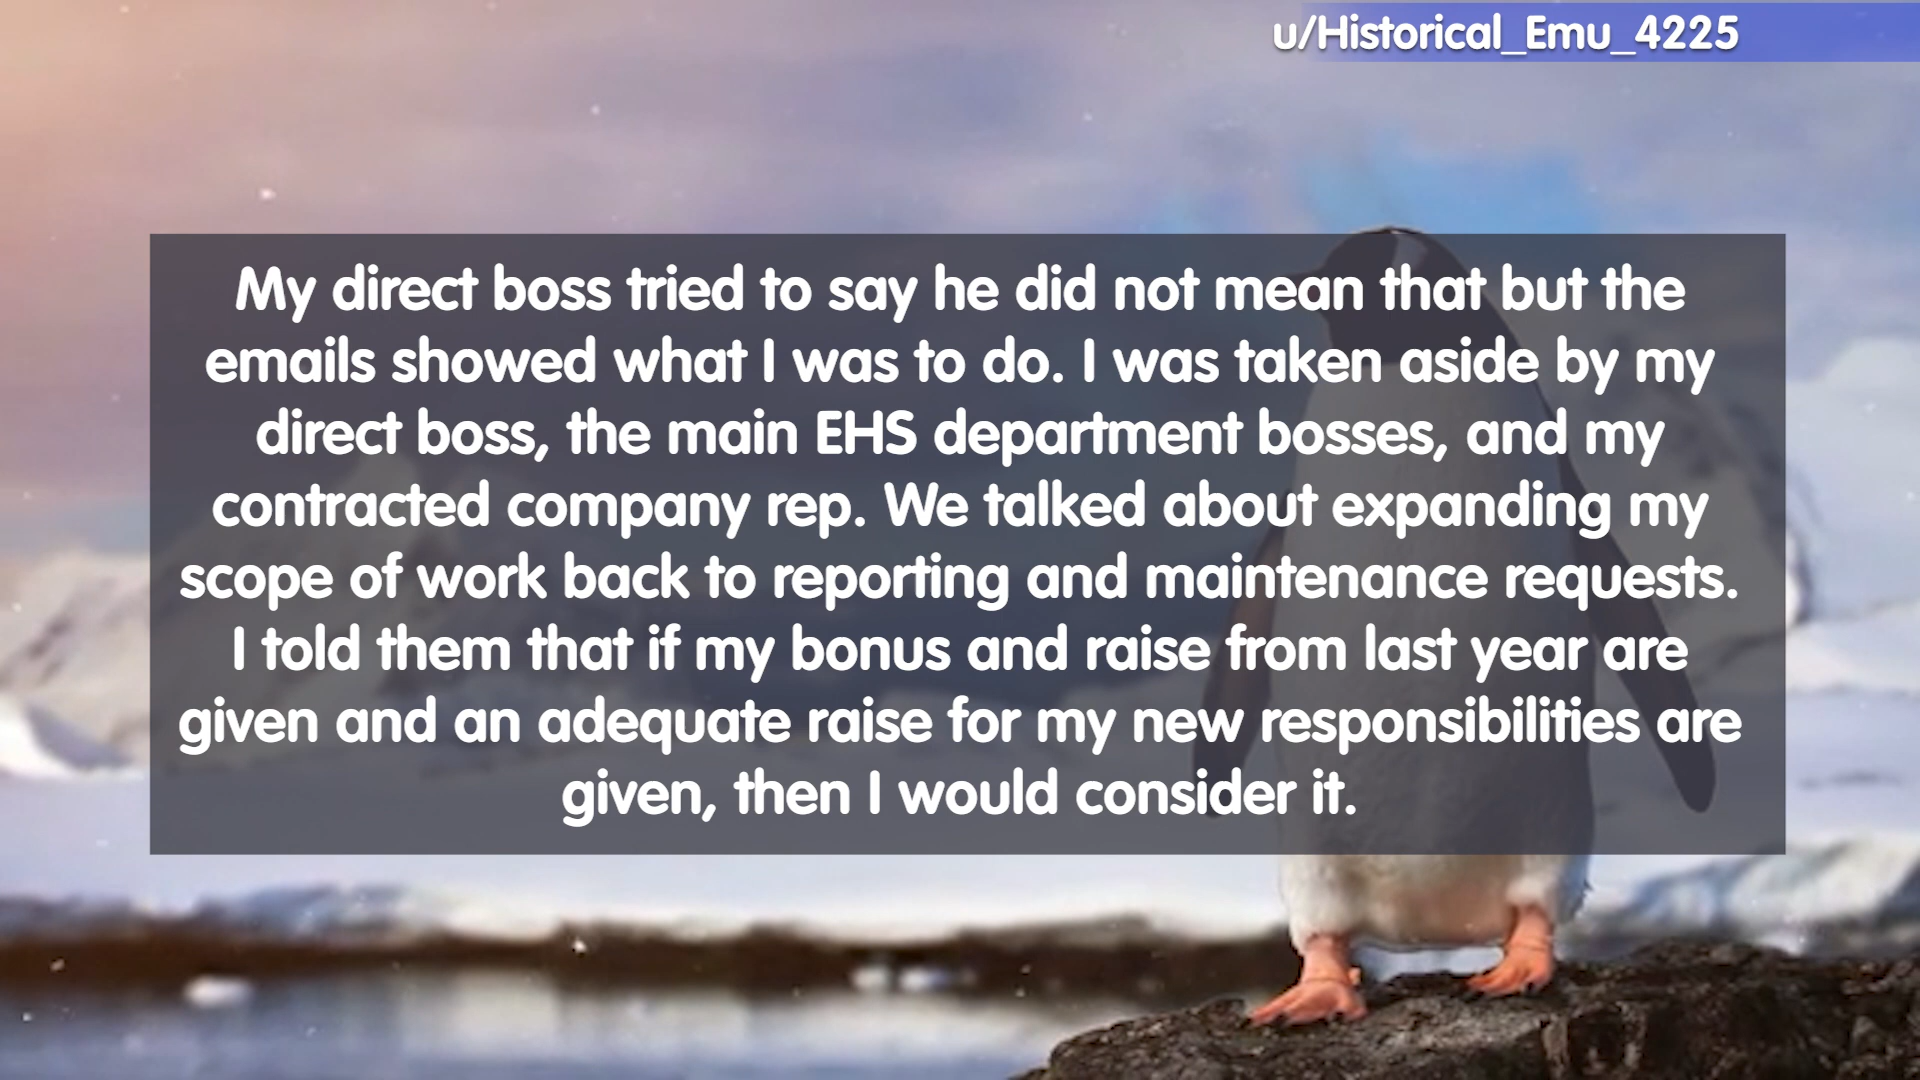 u/Historical_Emu_4225
My direct boss tried to say he did not mean that but the
emails showed what I was to do. I was taken aside by my
direct boss, the main EHS department bosses, and my
contracted company rep. We talked about expanding my
scope of work back to reporting and maintenance requests.
I told them that if my bonus and raise from last year are
given and an adequate raise for my new responsibilities are
given, then I would consider it.